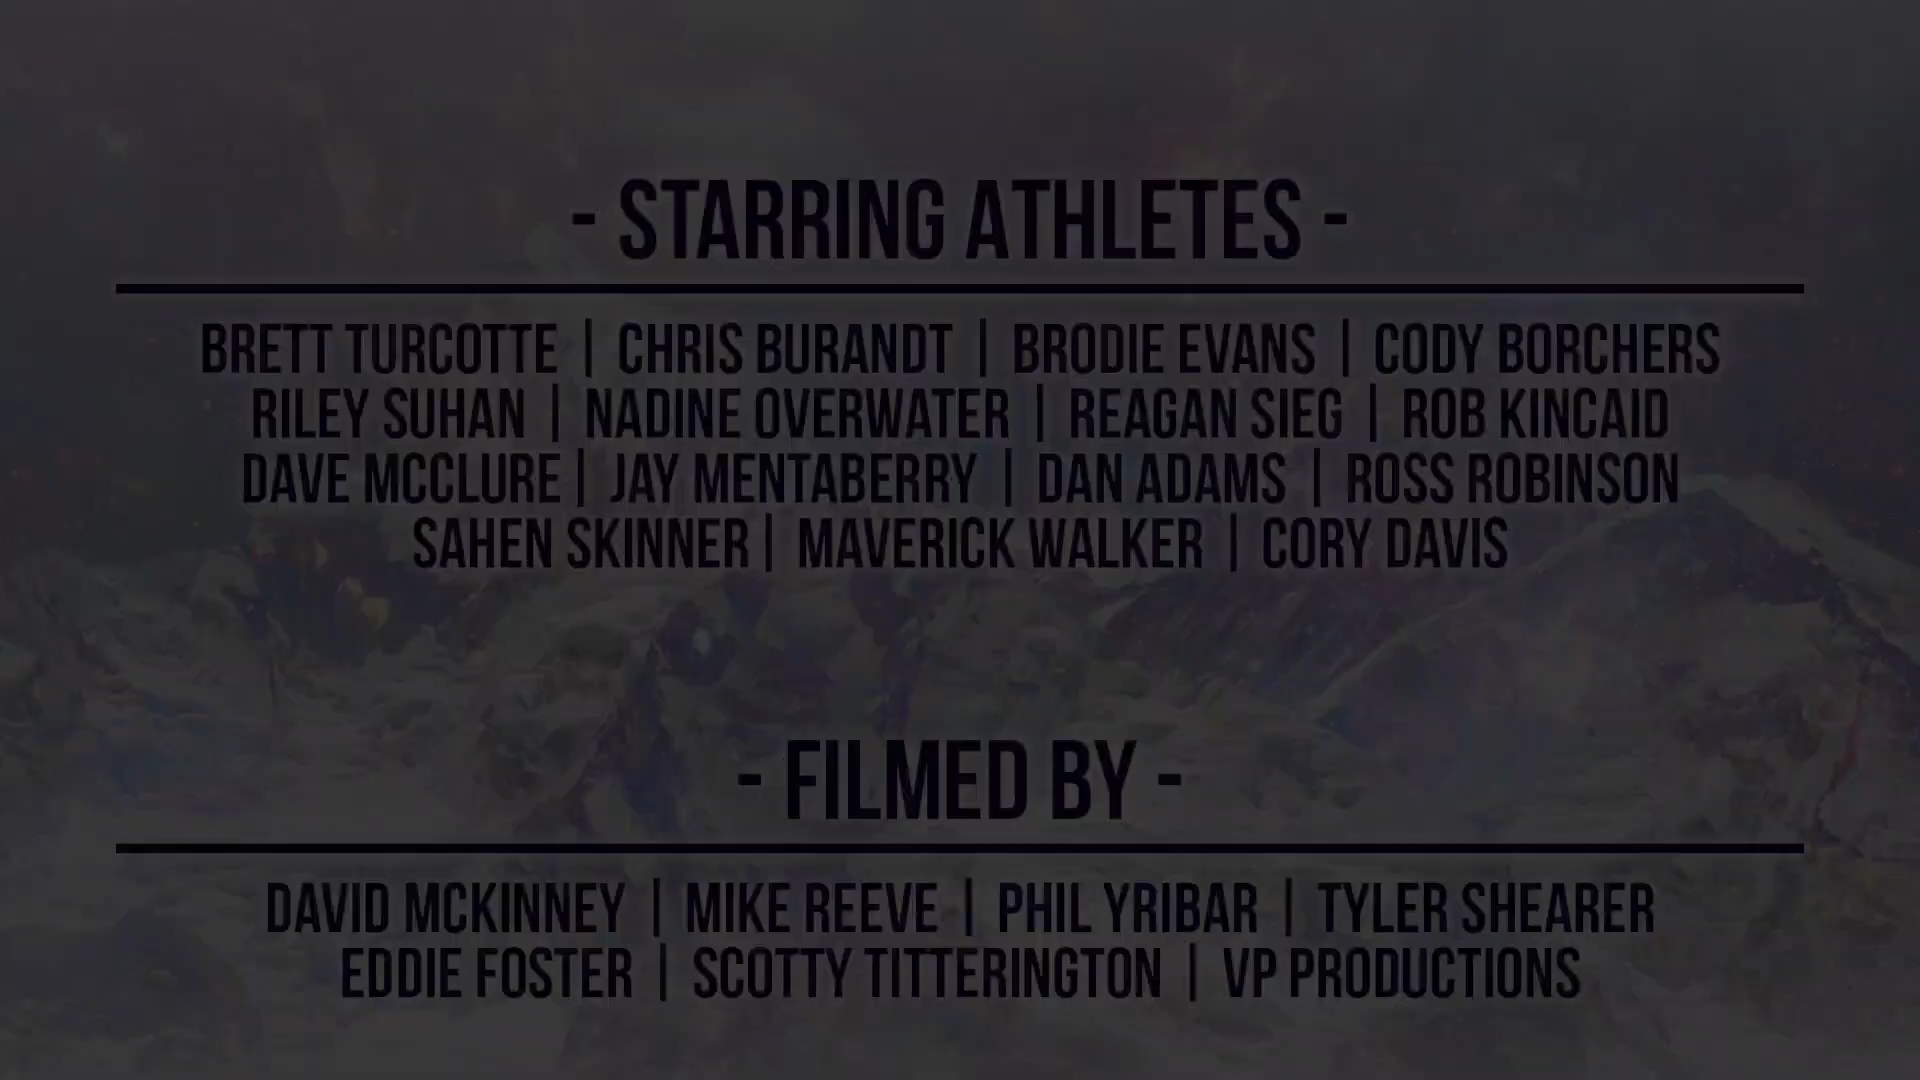 - STARRING ATHLETES -
BRETT TURCOTTE | CHRIS BURANDT | BRODIE EVANS | CODY BORCHERS
RILEY SUHAN | NADINE OVERWATER | REAGAN SIEG | ROB KINCAID
DAVE MCCLURE | JAY MENTABERRY | DAN ADAMS | ROSS ROBINSON
SAHEN SKINNER | MAVERICK WALKER | CORY DAVIS
- FILMED BY -
DAVID MCKINNEY | MIKE REEVE | PHIL YRIBAR | TYLER SHEARER
EDDIE FOSTER | SCOTTY TITTERINGTON | VP PRODUCTIONS